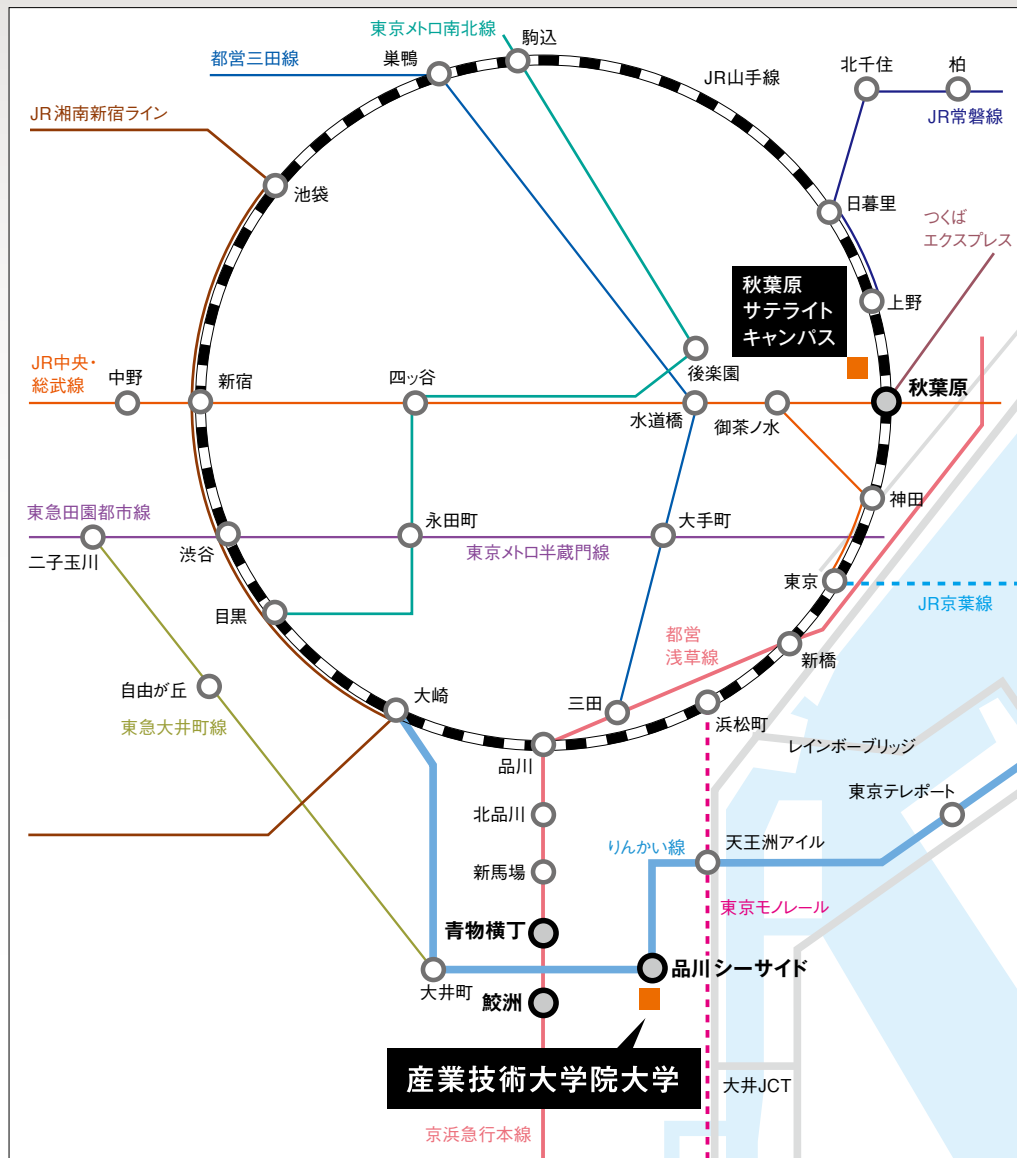 東京メトロ南北線
駒込
巣鴨
都営三田線
JR山手線
北千住
柏
JR湘南新宿ライン
JR常磐線
池袋
日暮里
つくば
エクスプレス
秋葉原
サテライト
キャンパス
上野
JR中央・
総武線
中野
新宿
四ッ谷
後楽園
秋葉原
水道橋
御茶ノ水
神田
東急田園都市線
永田町
大手町
二子玉川
渋谷
東京メトロ半蔵門線
東京
JR京葉線
目黒
都営
浅草線
新橋
自由が丘
大崎
三田
浜松町
東急大井町線
品川
レインボーブリッジ
東京テレポート
北品川
りんかい線
天王洲アイル
新馬場
東京モノレール
青物横丁
品川シーサイド
大井町
鮫洲
産業技術大学院大学
大井JCT
京浜急行本線